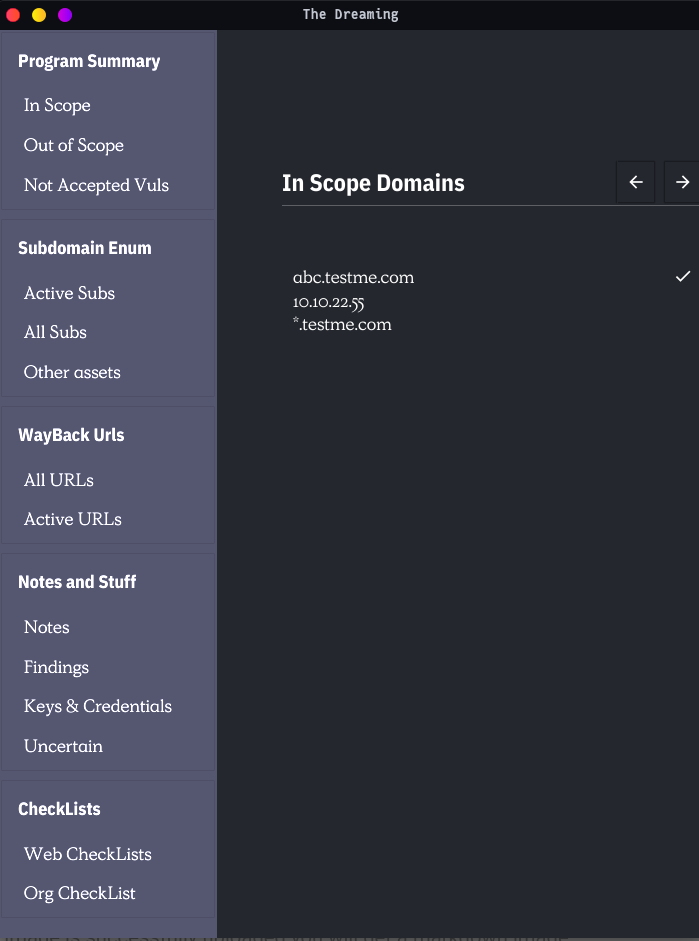 The Dreaming
Program Summary
In Scope
Out of Scope
Not Accepted Vuls
Subdomain Enum
Active Subs
All Subs
Other assets
WayBack Urls
All URLs
Active URLs
Notes and Stuff
Notes
Findings
Keys & Credentials
Uncertain
CheckLists
Web CheckLists
Org CheckList
In Scope Domains
abc.testme.com
10.10.22.55
*.testme.com